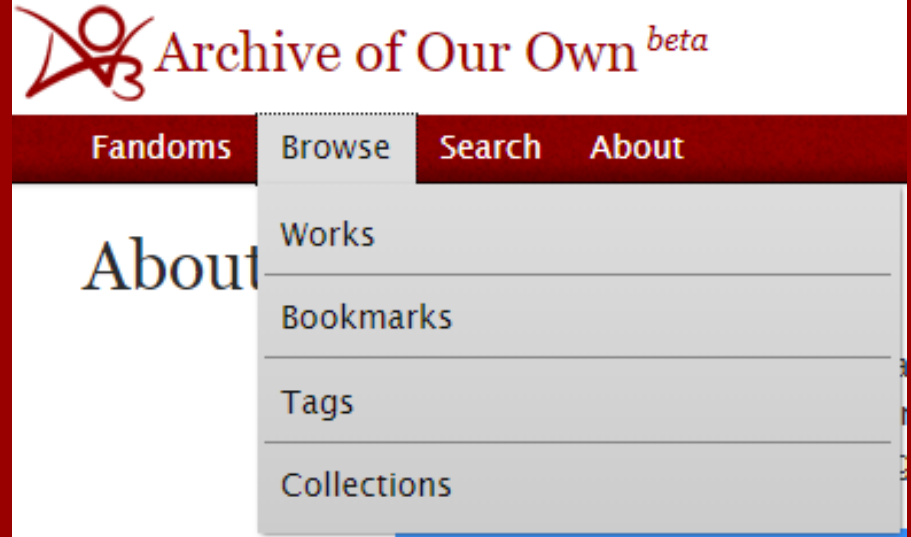 Archive of Our Own beta
Fandoms Browse Search About
About
Works
Bookmarks
Tags
Collections